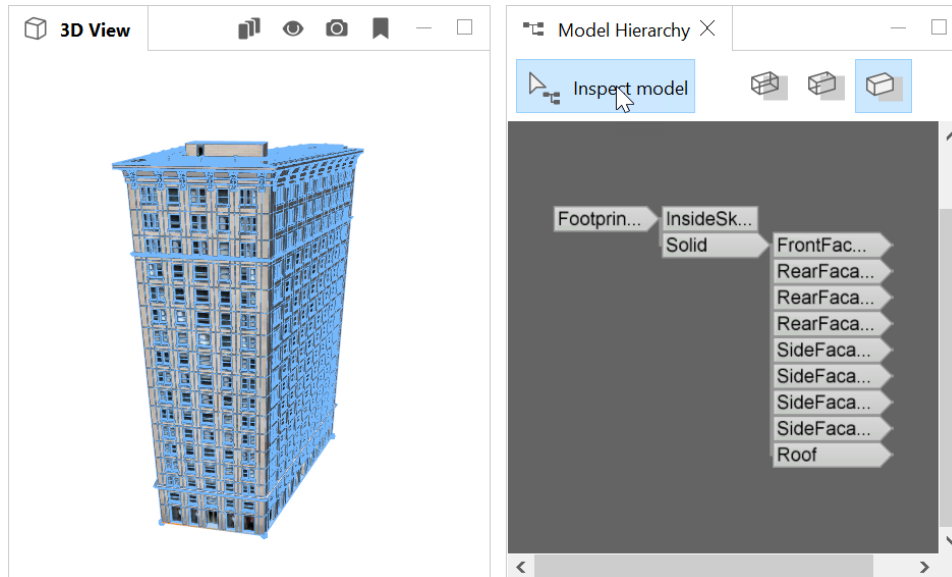 3D View
Model Hierarchy
Inspect model
Footprin...
InsideSk...
Solid
FrontFac...
RearFaca...
RearFaca...
RearFaca...
SideFaca...
SideFaca...
SideFaca...
SideFaca...
Roof